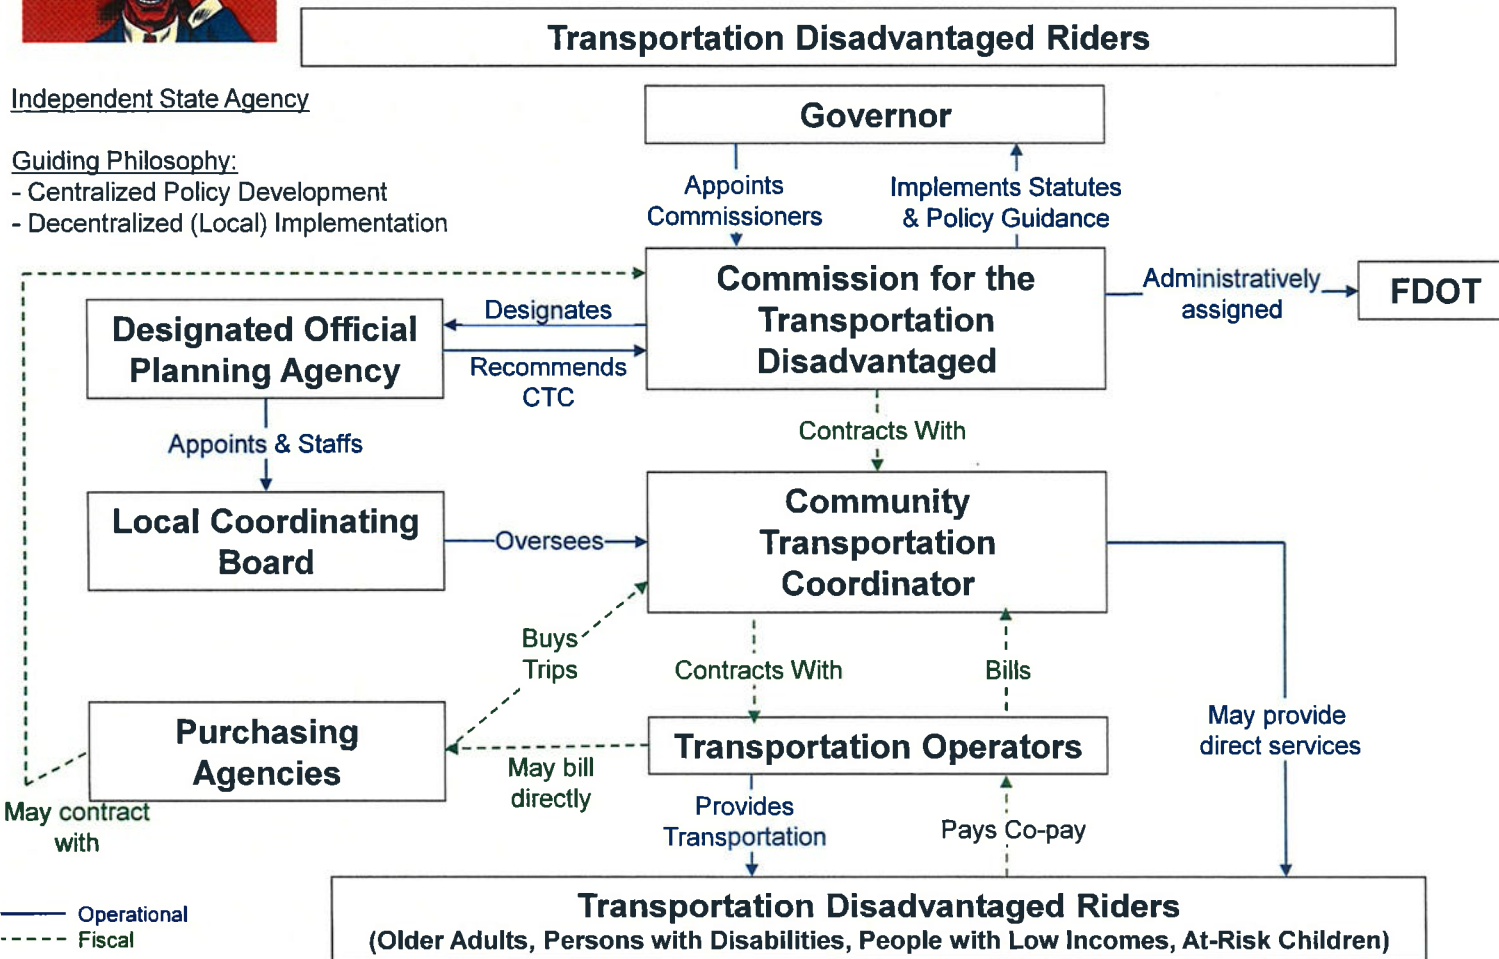 Transportation Disadvantaged Riders
Independent State Agency
Guiding Philosophy:
- Centralized Policy Development
- Decentralized (Local) Implementation
Governor
Appoints
Commissioners
Implements Statutes
& Policy Guidance
Commission for the
Transportation
Disadvantaged
Administratively
assigned
FDOT
Designates
Recommends
CTC
Designated Official
Planning Agency
Appoints & Staffs
Contracts With
Local Coordinating
Board
Oversees
Community
Transportation
Coordinator
Buys
Trips
Contracts With
Bills
May provide
direct services
Purchasing
Agencies
May bill
directly
Transportation Operators
May contract
with
Provides
Transportation
Pays Co-pay
Operational
Fiscal
Transportation Disadvantaged Riders
(Older Adults, Persons with Disabilities, People with Low Incomes, At-Risk Children)